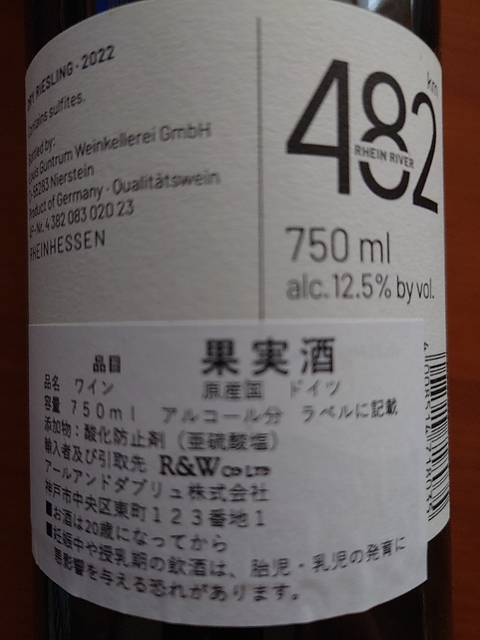 DRY RIESLING · 2022
Contains sulfites.
Bottled by:
Louis Guntrum Weinkellerei GmbH
D-55283 Nierstein
Product of Germany · Qualitätswein
AP-Nr. 4 382 083 020 23
RHEINHESSEN
km
482
RHEIN RIVER
750 ml
alc. 12.5% by vol.
品目 果実酒
品名 ワイン 原産国 ドイツ
容量 750ml アルコール分 ラベルに記載
添加物:酸化防止剤(亜硫酸塩)
輸入者及び引取先 R&W CO LTD
アールアンドダブリュ株式会社
神戸市中央区東町123番地1
■お酒は20歳になってから
■妊娠中や授乳期の飲酒は、胎児・乳児の発育に
悪影響を与える恐れがあります。